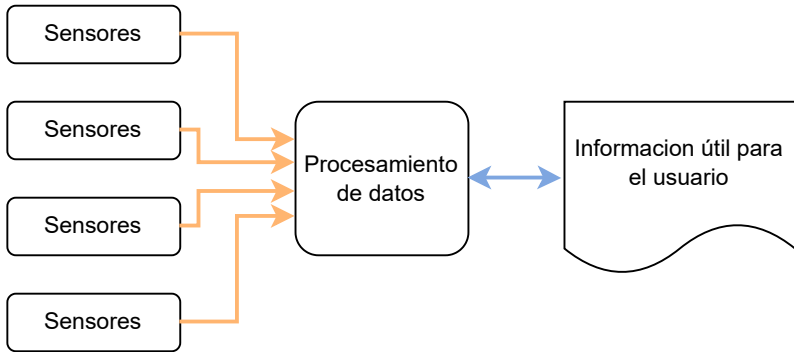 Sensores
Sensores
Sensores
Sensores
Procesamiento
de datos
Informacion útil para
el usuario